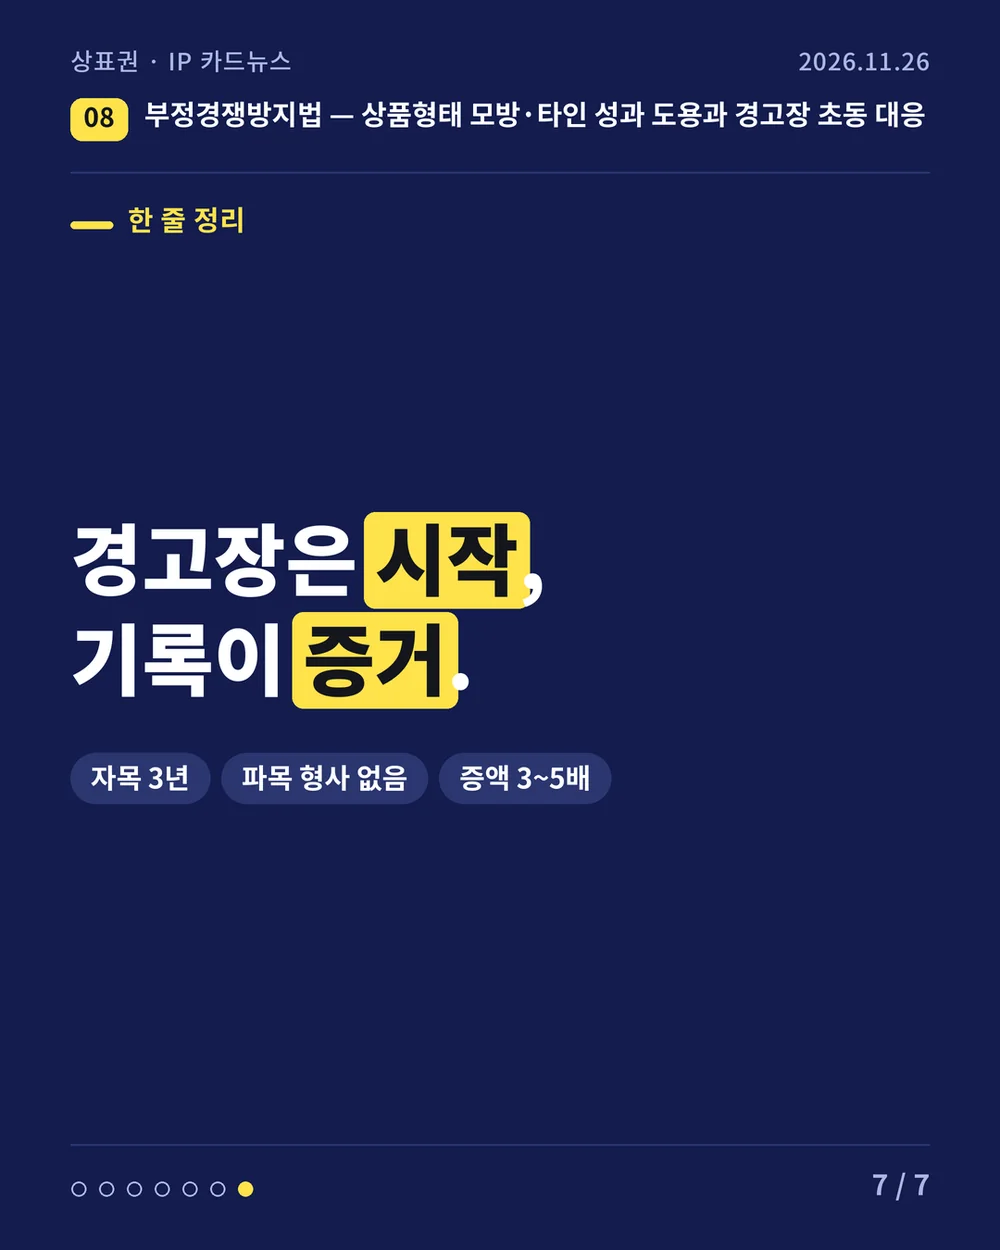 상표권 · IP 카드뉴스
2026.11.26
08 부정경쟁방지법 — 상품형태 모방·타인 성과 도용과 경고장 초동 대응
한 줄 정리
경고장은 시작,
기록이 증거.
자목 3년 파목 형사 없음 증액 3~5배
7 / 7